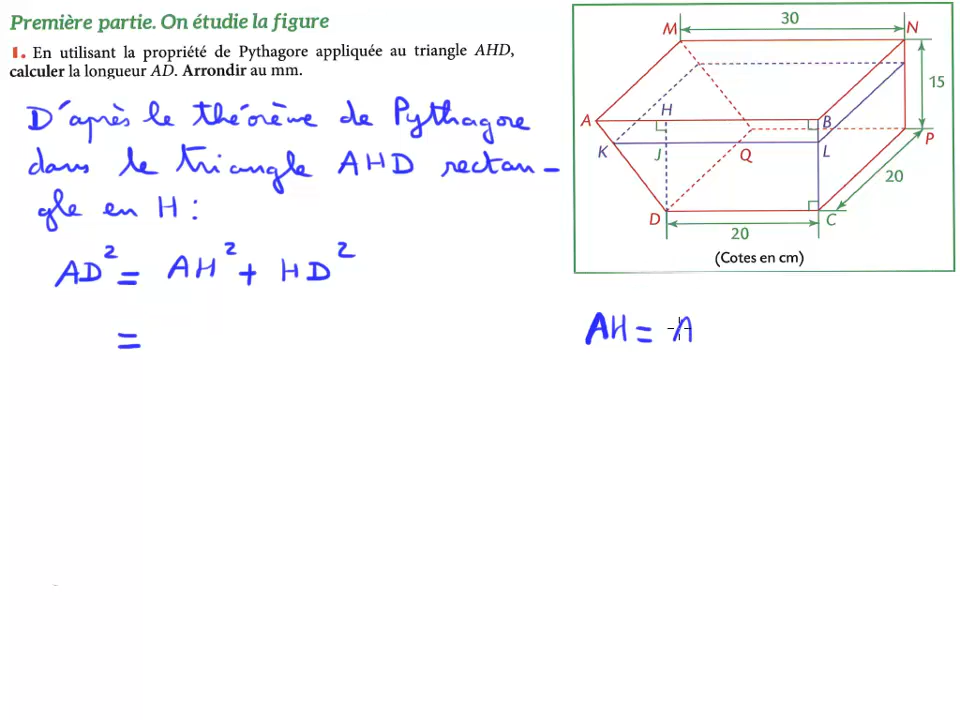 Première partie. On étudie la figure
1. En utilisant la propriété de Pythagore appliquée au triangle AHD,
calculer la longueur AD. Arrondir au mm.
D'après le théorème de Pythagore
dans le triangle AHD rectan-
gle en H :
AD² = AH² + HD²
=
AH = A
30
M
N
15
A
H
B
P
K
J
Q
L
20
D
C
20
(Cotes en cm)